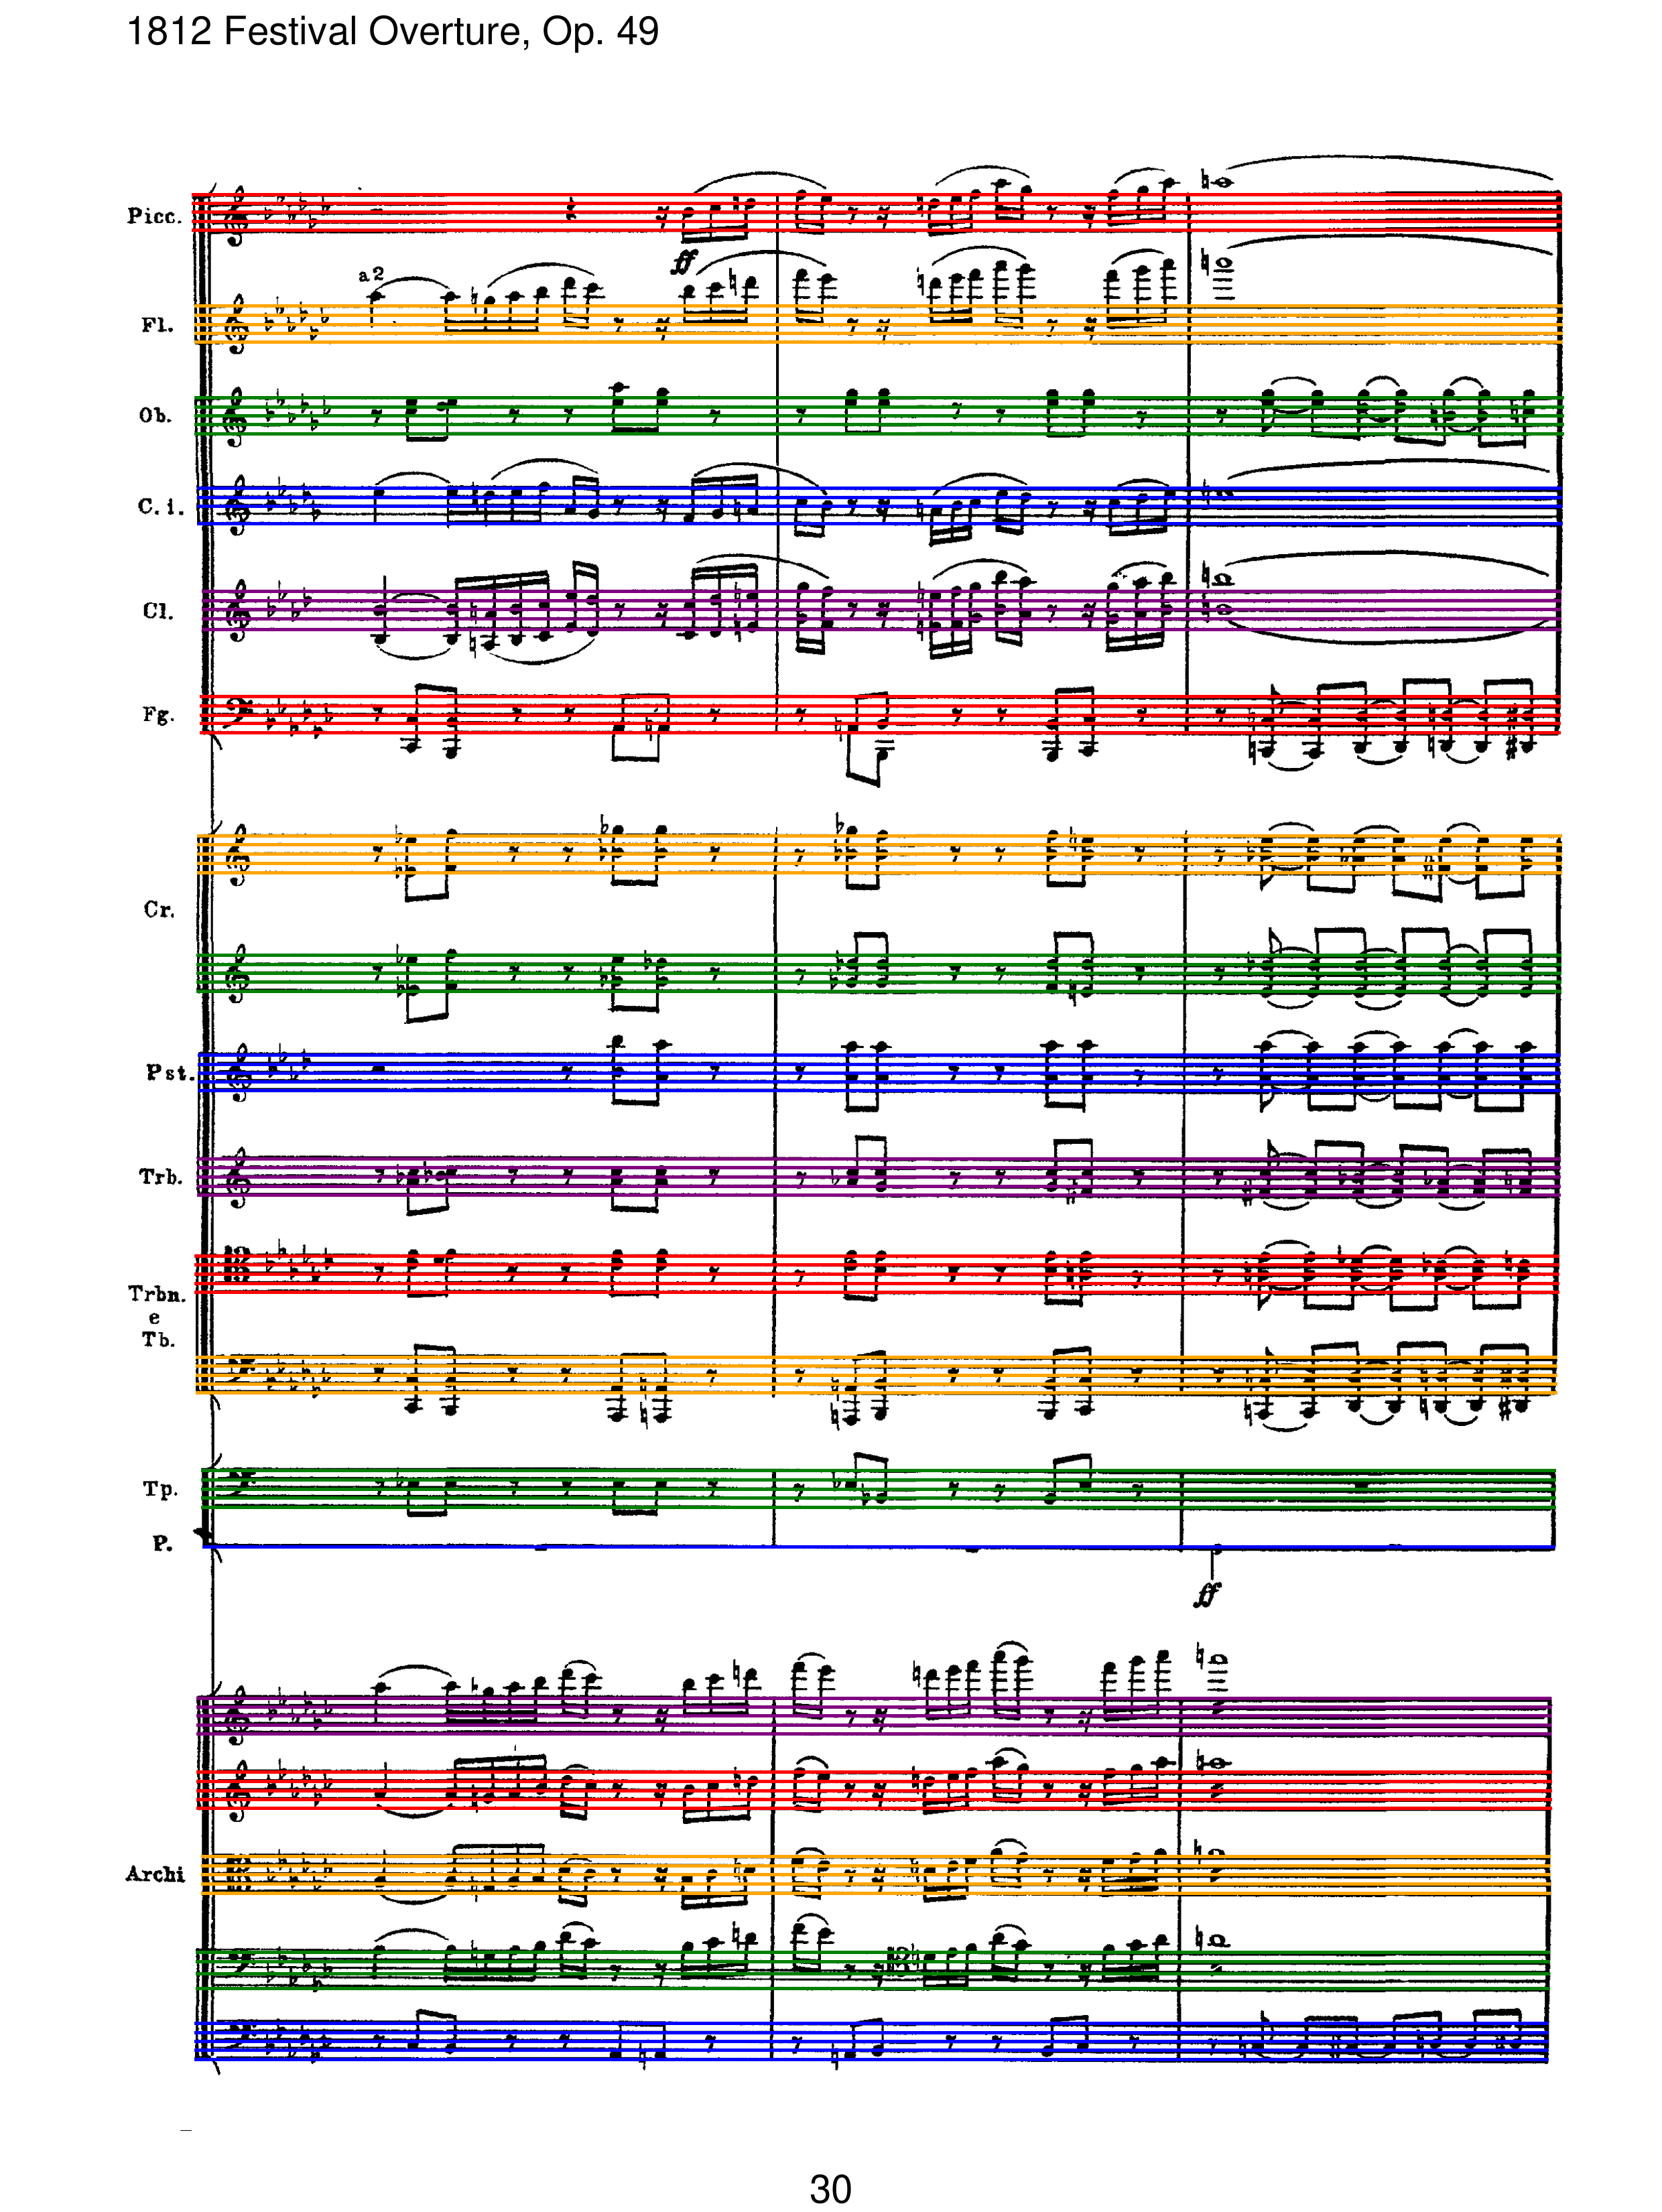 1812 Festival Overture, Op. 49
Picc.
ff
a2
Fl.
Ob.
C. i.
Cl.
Fg.
Cr.
Pst.
Trb.
Trbn.
e
Tb.
Tp.
P.
ff
Archi
30